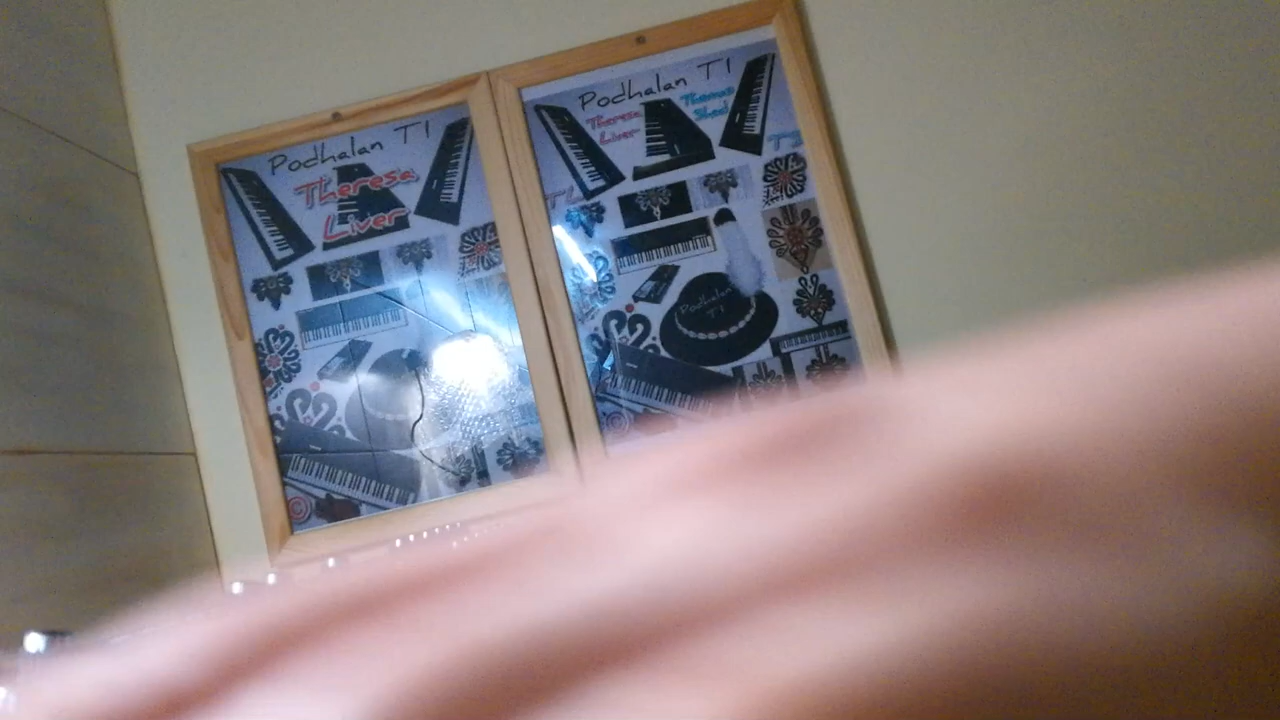 Podhalan T1
Theresa
Liver
Podhalan T1
Theresa
Liver
Thomas
Shed
Podhalan
T1